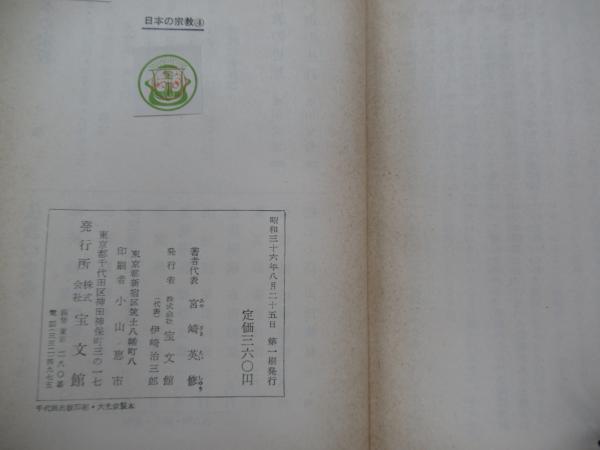 日本の宗教④
昭和三十六年八月二十五日 第一刷発行
定価三六〇円
著者代表 宮崎英修
発行者 株式会社 宝文館
(代表) 伊崎治三郎
東京都新宿区筑土八幡町八
印刷者 小山恵市
東京都千代田区神田神保町三の一七
発行所 株式会社 宝文館